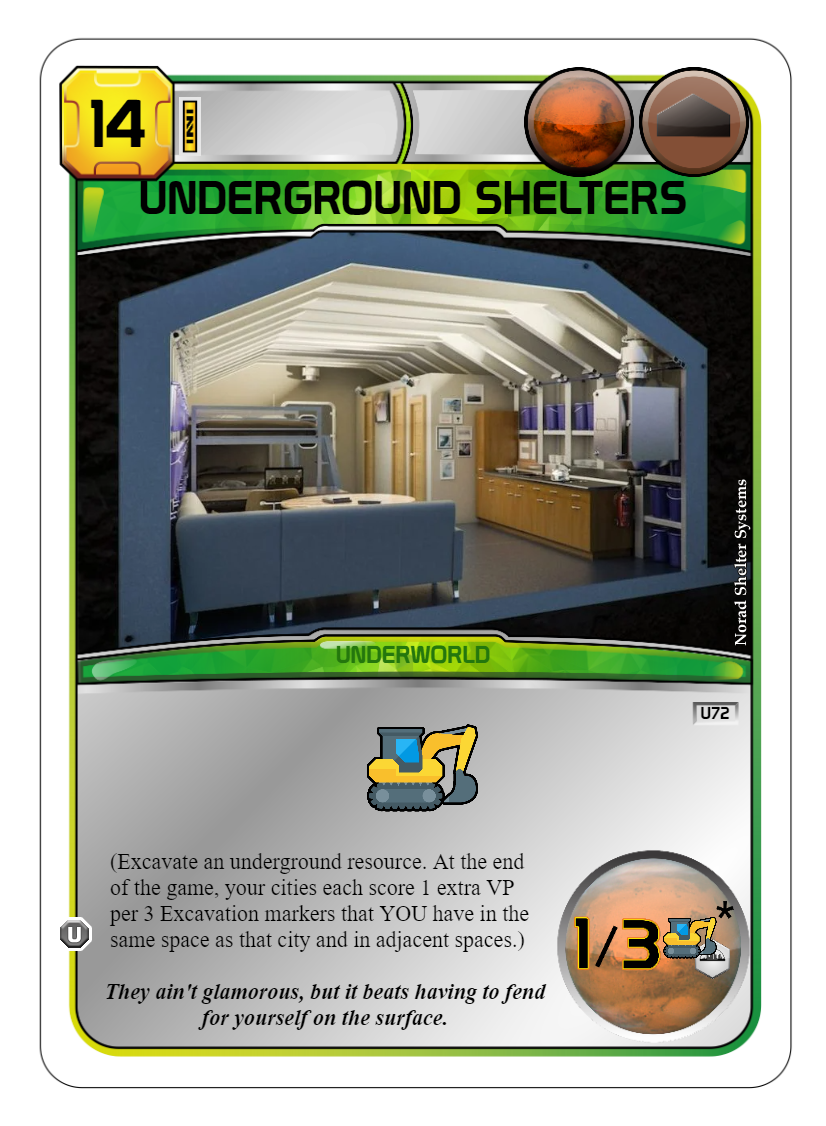 14
UNDERGROUND SHELTERS
Norad Shelter Systems
UNDERWORLD
U72
(Excavate an underground resource. At the end
of the game, your cities each score 1 extra VP
per 3 Excavation markers that YOU have in the
same space as that city and in adjacent spaces.)
U
1/3*
They ain't glamorous, but it beats having to fend
for yourself on the surface.